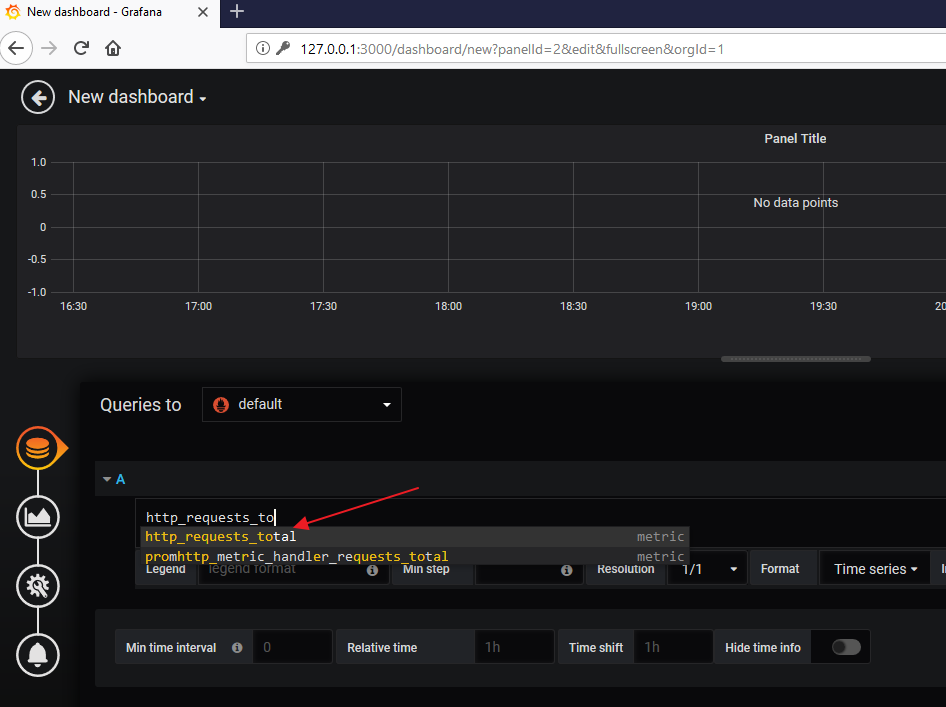 New dashboard - Grafana
127.0.0.1:3000/dashboard/new?panelId=2&edit&fullscreen&orgId=1
New dashboard
Panel Title
1.0
0.5
No data points
0
-0.5
-1.0
16:30 17:00 17:30 18:00 18:30 19:00 19:30 20
Queries to default
A
http_requests_to
http_requests_total metric
promhttp_metric_handler_requests_total metric
Legend legend format Min step Resolution 1/1 Format Time series In
Min time interval 0 Relative time 1h Time shift 1h Hide time info